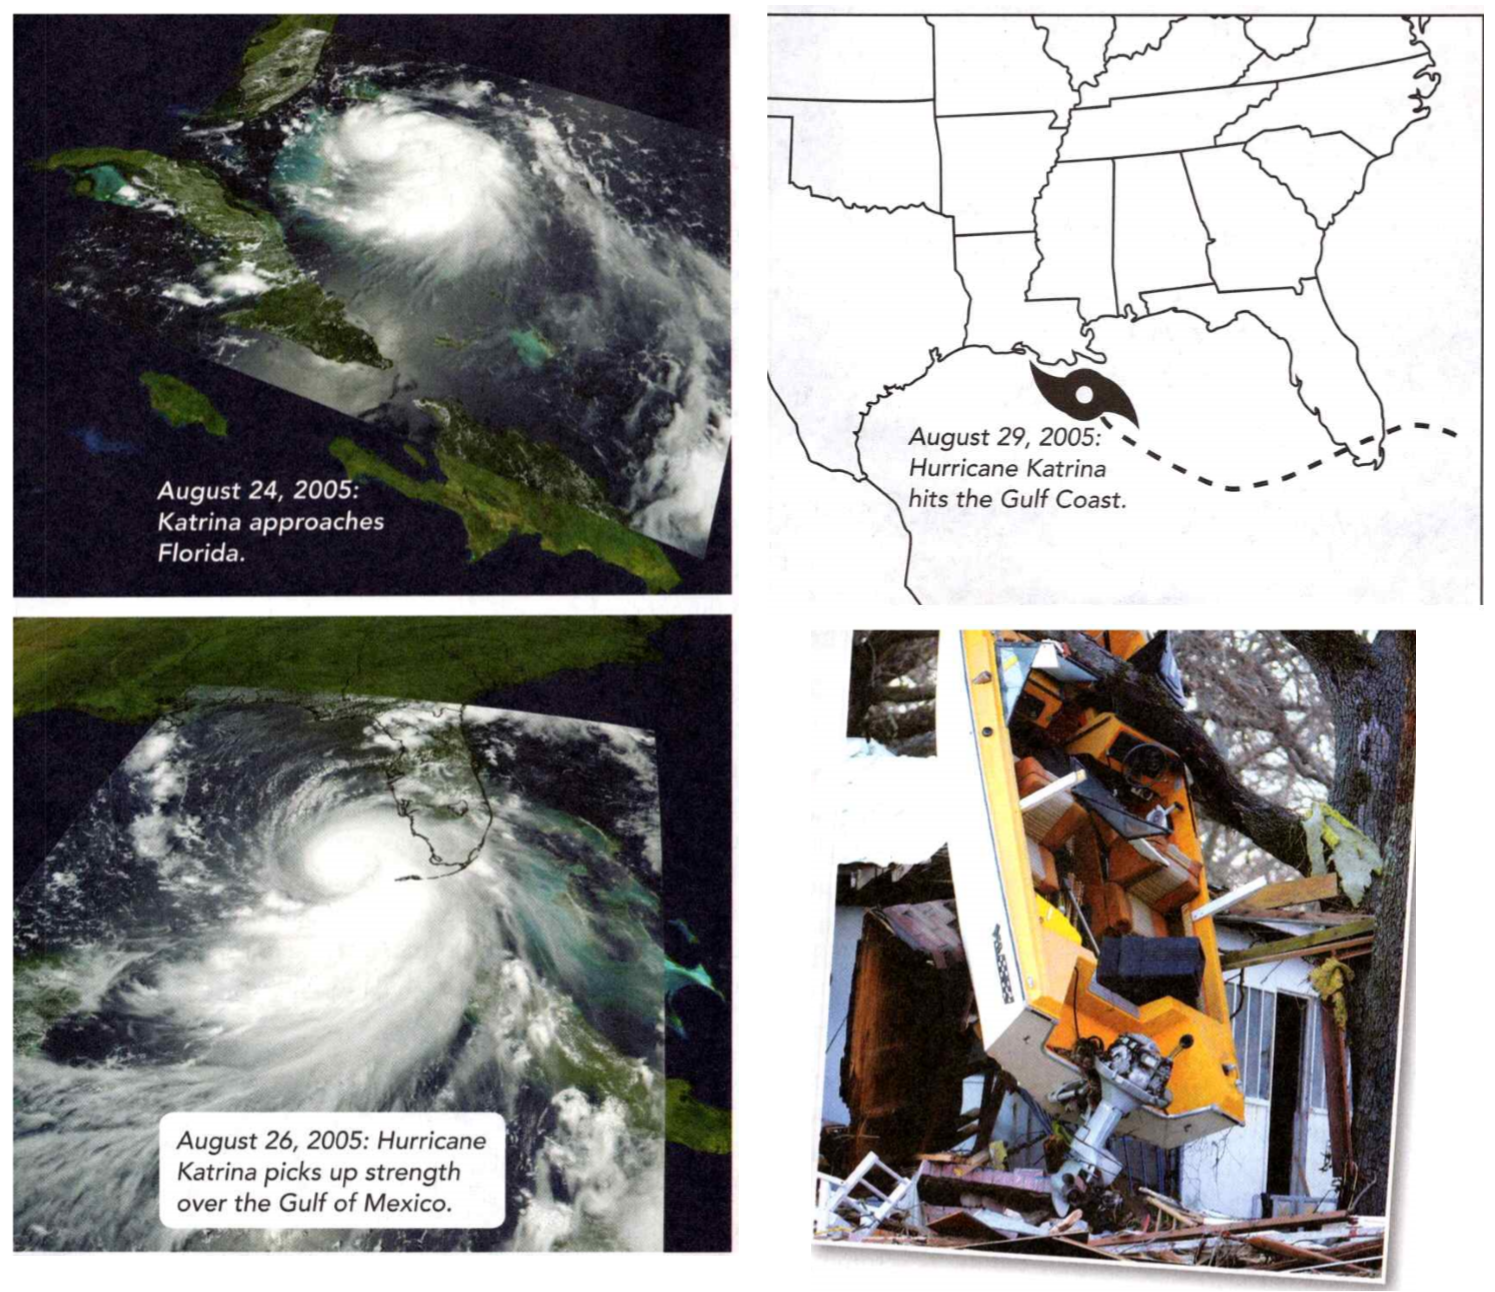 August 24, 2005:
Katrina approaches
Florida.
August 29, 2005:
Hurricane Katrina
hits the Gulf Coast.
August 26, 2005: Hurricane
Katrina picks up strength
over the Gulf of Mexico.